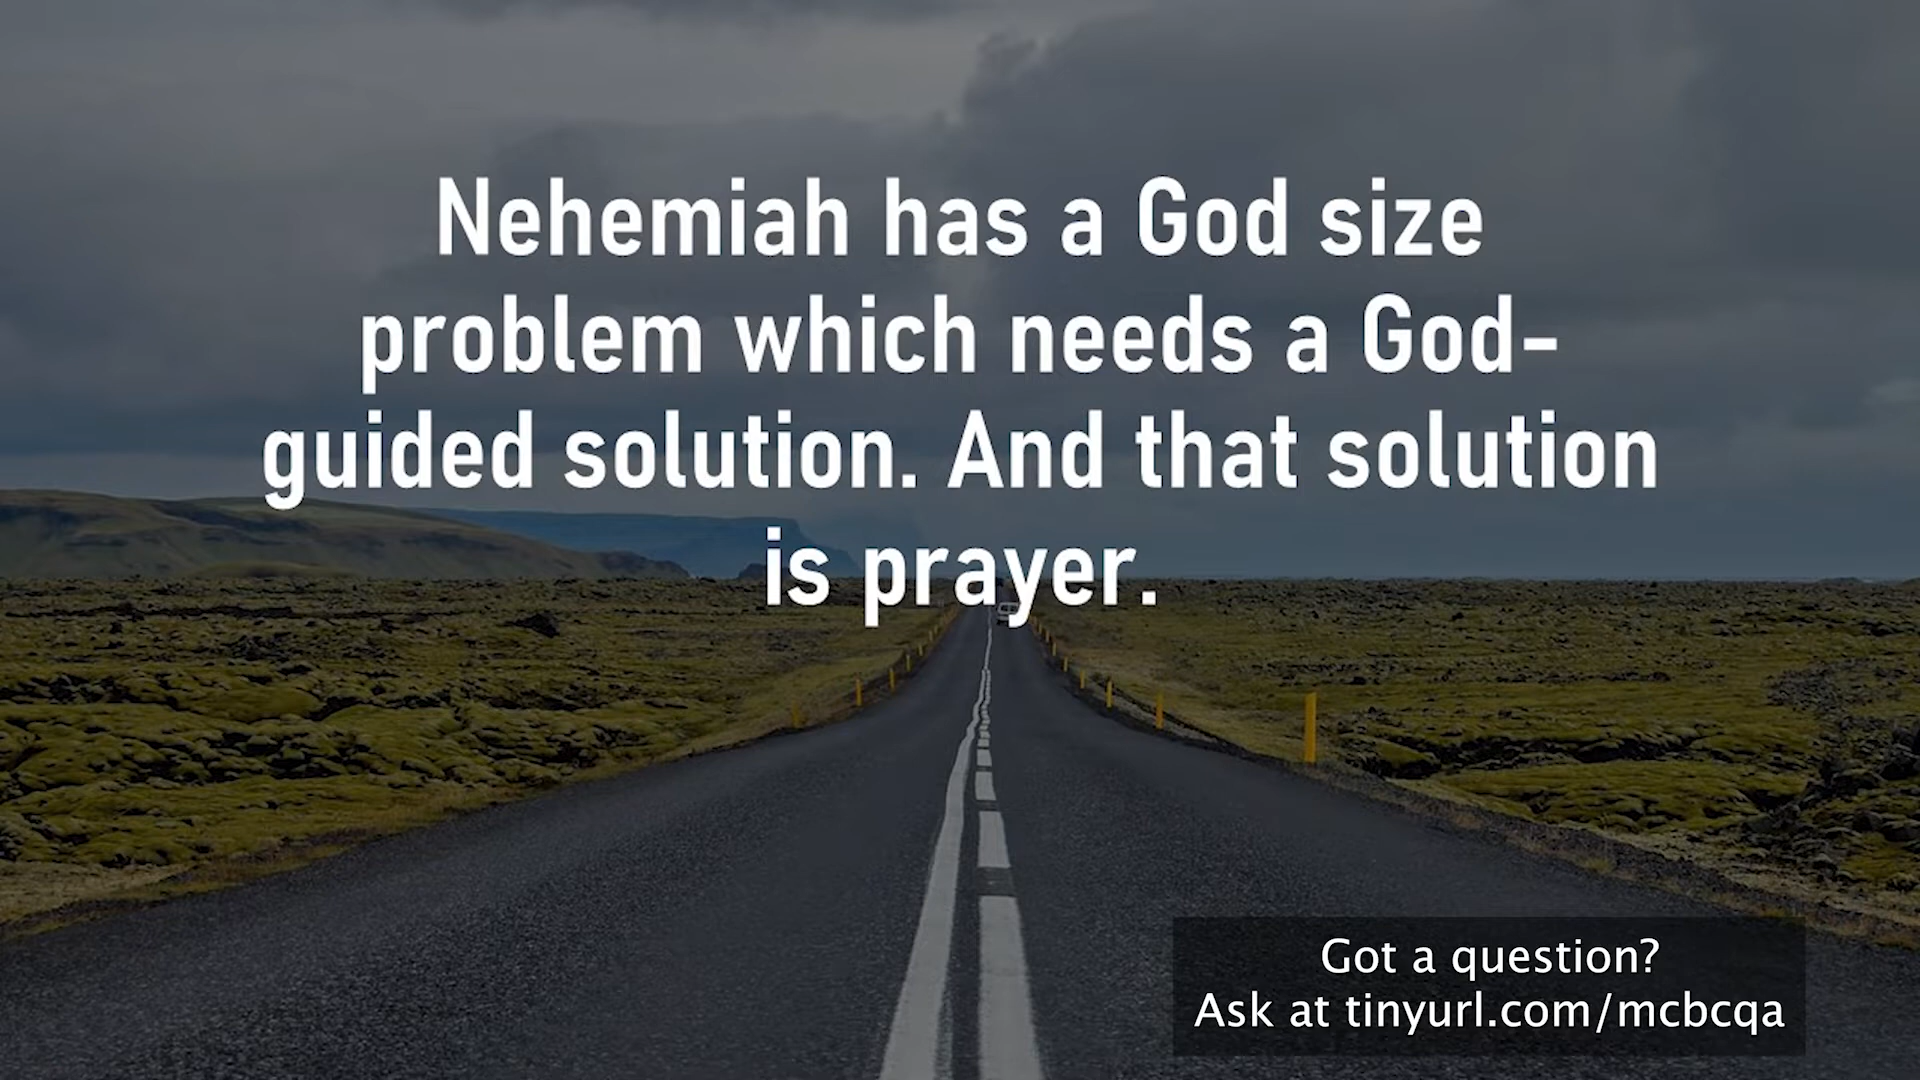 Nehemiah has a God size
problem which needs a God-
guided solution. And that solution
is prayer.
Got a question?
Ask at tinyurl.com/mcbcqa